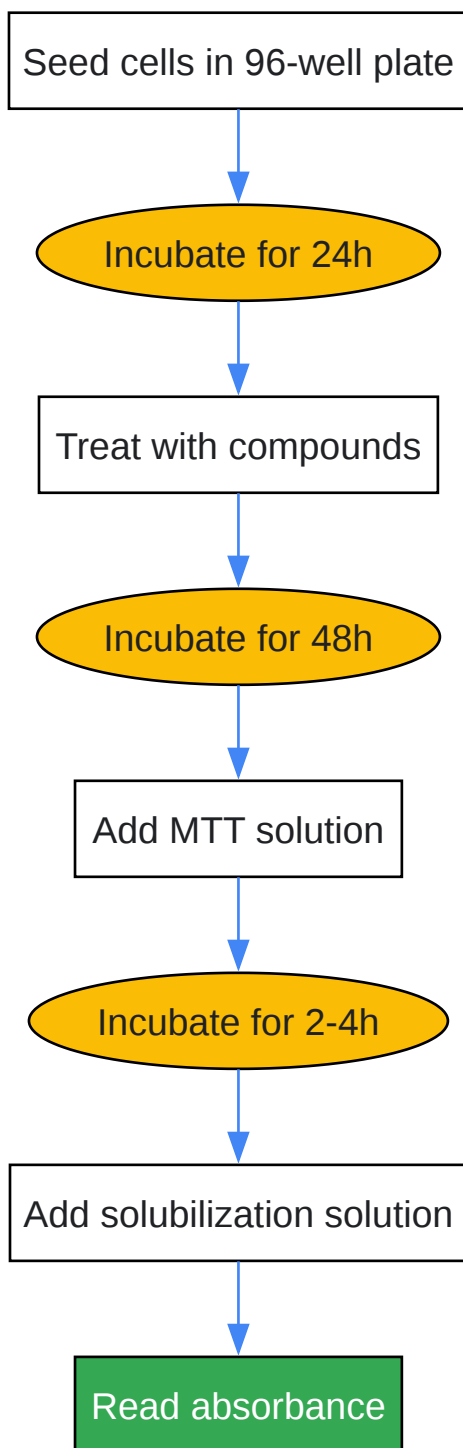 Seed cells in 96-well plate
Incubate for 24h
Treat with compounds
Incubate for 48h
Add MTT solution
Incubate for 2-4h
Add solubilization solution
Read absorbance